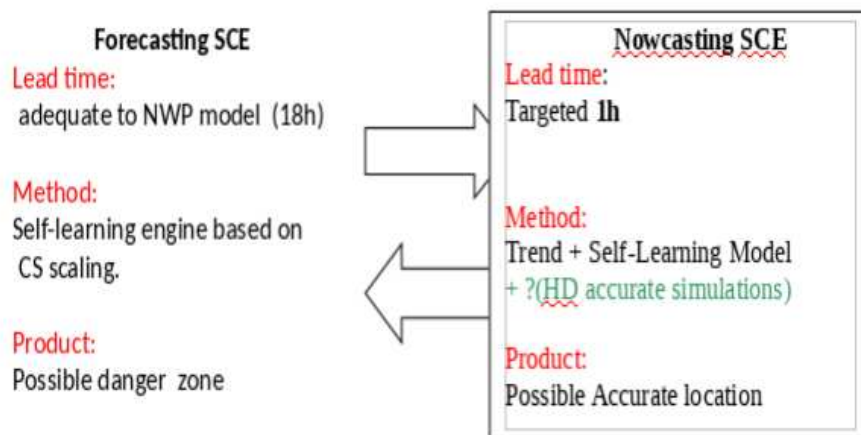 Forecasting SCE
Lead time:
adequate to NWP model (18h)
Method:
Self-learning engine based on
CS scaling.
Product:
Possible danger zone
Nowcasting SCE
Lead time:
Targeted 1h
Method:
Trend + Self-Learning Model
+ ?(HD accurate simulations)
Product:
Possible Accurate location